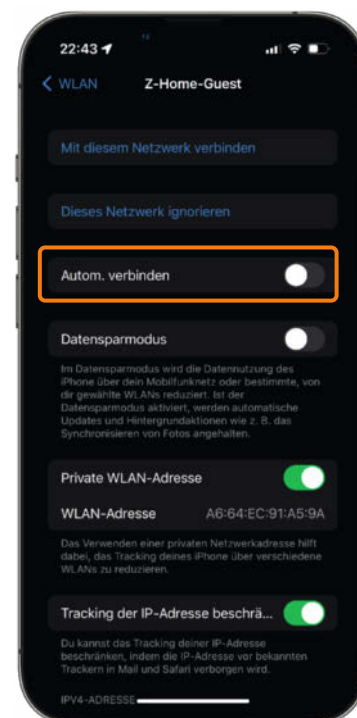 22:43
WLAN Z-Home-Guest
Mit diesem Netzwerk verbinden
Dieses Netzwerk ignorieren
Autom. verbinden
Datensparmodus
Im Datensparmodus wird die Datennutzung des
iPhone über dein Mobilfunknetz oder bestimmte, von
dir gewählte WLANs reduziert. Ist der
Datensparmodus aktiviert, werden automatische
Updates und Hintergrundaktionen wie z. B. das
Synchronisieren von Fotos angehalten.
Private WLAN-Adresse
WLAN-Adresse A6:64:EC:91:A5:9A
Das Verwenden einer privaten Netzwerkadresse hilft
dabei, das Tracking deines iPhone über verschiedene
WLANs zu reduzieren.
Tracking der IP-Adresse beschrä...
Du kannst das Tracking deiner IP-Adresse
beschränken, indem die IP-Adresse vor bekannten
Trackern in Mail und Safari verborgen wird.
IPV4-ADRESSE